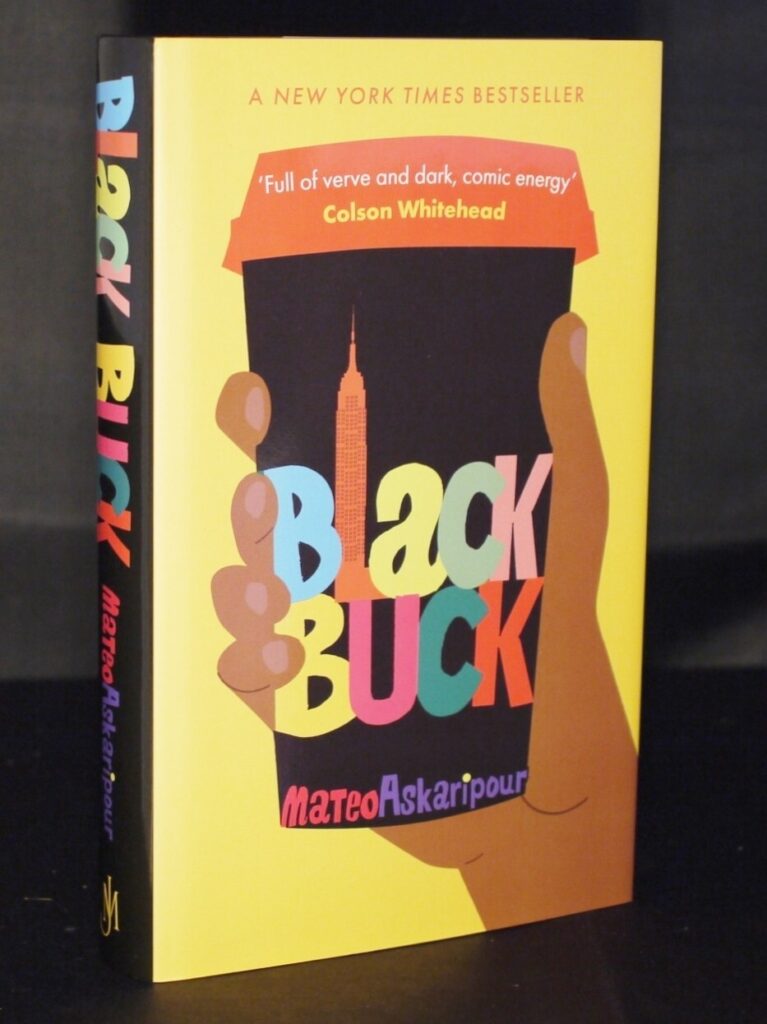 A NEW YORK TIMES BESTSELLER
'Full of verve and dark, comic energy'
Colson Whitehead
BLaCK
BUCK
MaTeoAskaripour
BLaCK BUCK MaTeoAskaripour
JM